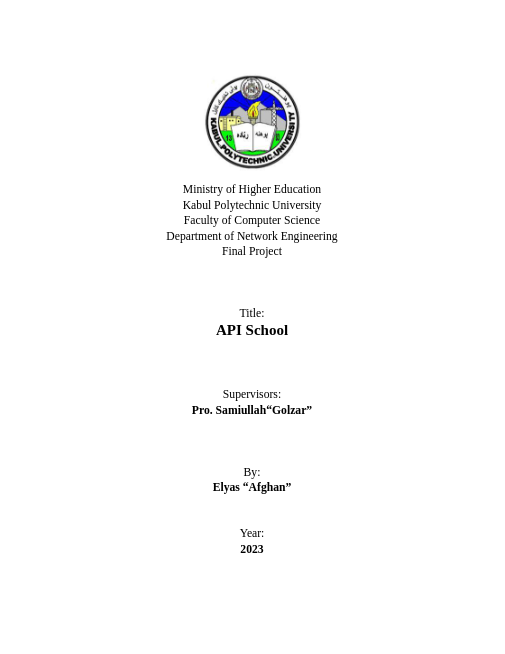 KABUL POLYTECHNIC UNIVERSITY
Ministry of Higher Education
Kabul Polytechnic University
Faculty of Computer Science
Department of Network Engineering
Final Project
Title:
API School
Supervisors:
Pro. Samiullah“Golzar”
By:
Elyas “Afghan”
Year:
2023